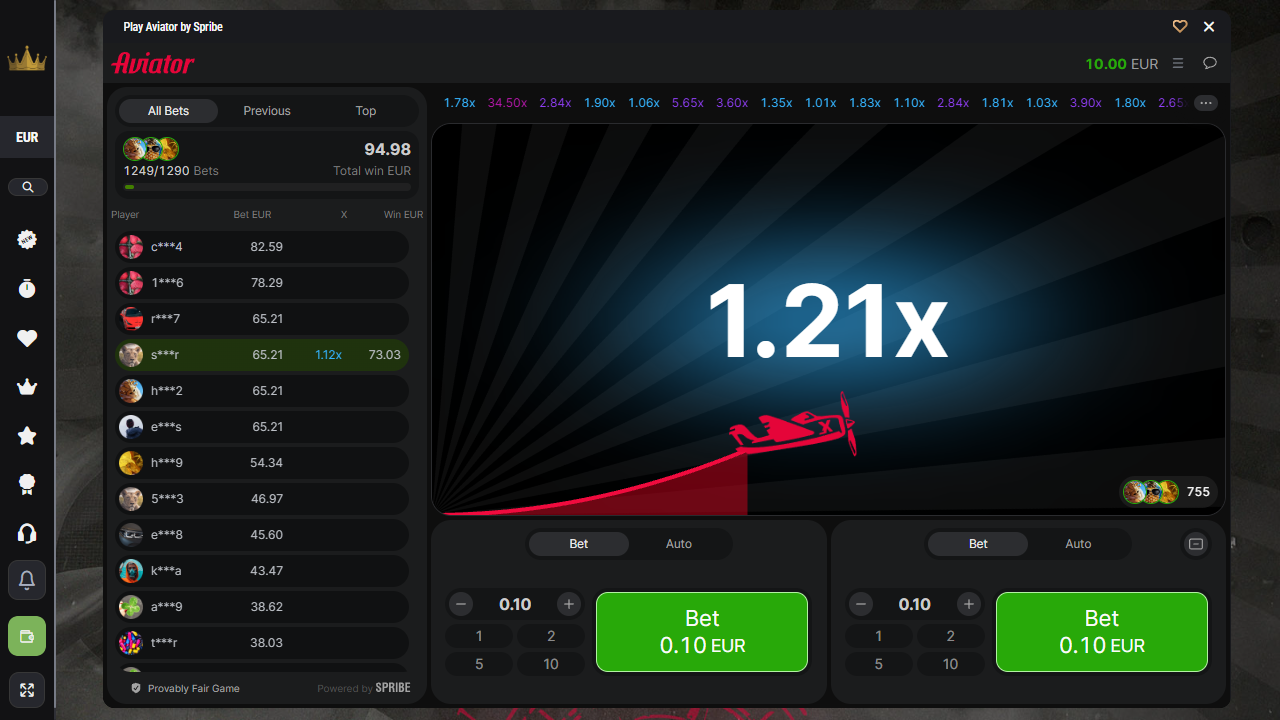 Play Aviator by Spribe
Aviator
10.00 EUR
EUR
NEW
All Bets Previous Top
1249/1290 Bets
94.98
Total win EUR
Player Bet EUR X Win EUR
c***4 82.59
1***6 78.29
r***7 65.21
s***r 65.21 1.12x 73.03
h***2 65.21
e***s 65.21
h***9 54.34
5***3 46.97
e***8 45.60
k***a 43.47
a***9 38.62
t***r 38.03
Provably Fair Game
Powered by SPRIBE
1.78x 34.50x 2.84x 1.90x 1.06x 5.65x 3.60x 1.35x 1.01x 1.83x 1.10x 2.84x 1.81x 1.03x 3.90x 1.80x 2.65
1.21x
X
755
Bet Auto
0.10
1 2
5 10
Bet
0.10 EUR
Bet Auto
0.10
1 2
5 10
Bet
0.10 EUR